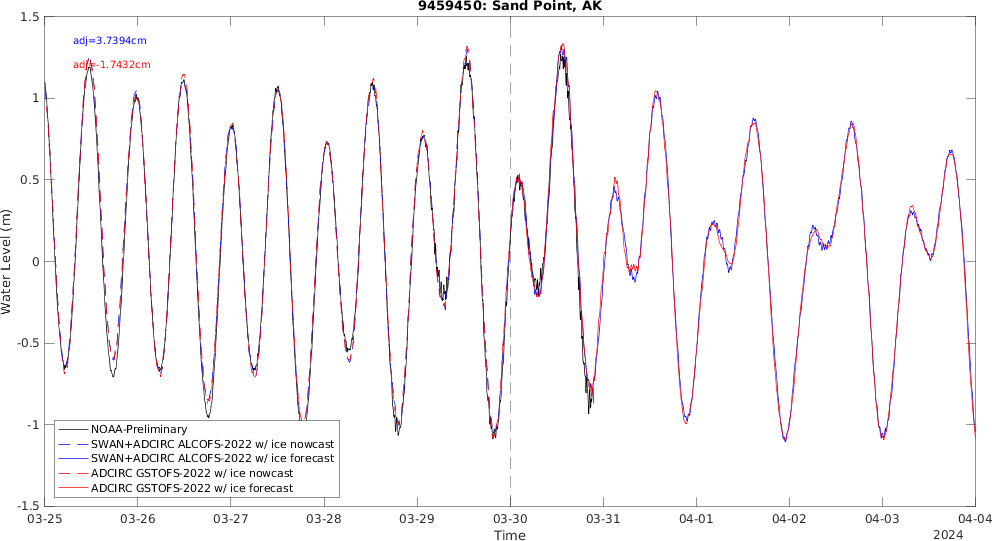 9459450: Sand Point, AK
adj=3.7394cm
adj=-1.7432cm
Water Level (m)
1.5
1
0.5
0
-0.5
-1
-1.5
NOAA-Preliminary
SWAN+ADCIRC ALCOFS-2022 w/ ice nowcast
SWAN+ADCIRC ALCOFS-2022 w/ ice forecast
ADCIRC GSTOFS-2022 w/ ice nowcast
ADCIRC GSTOFS-2022 w/ ice forecast
03-25 03-26 03-27 03-28 03-29 03-30 03-31 04-01 04-02 04-03 04-04
Time
2024